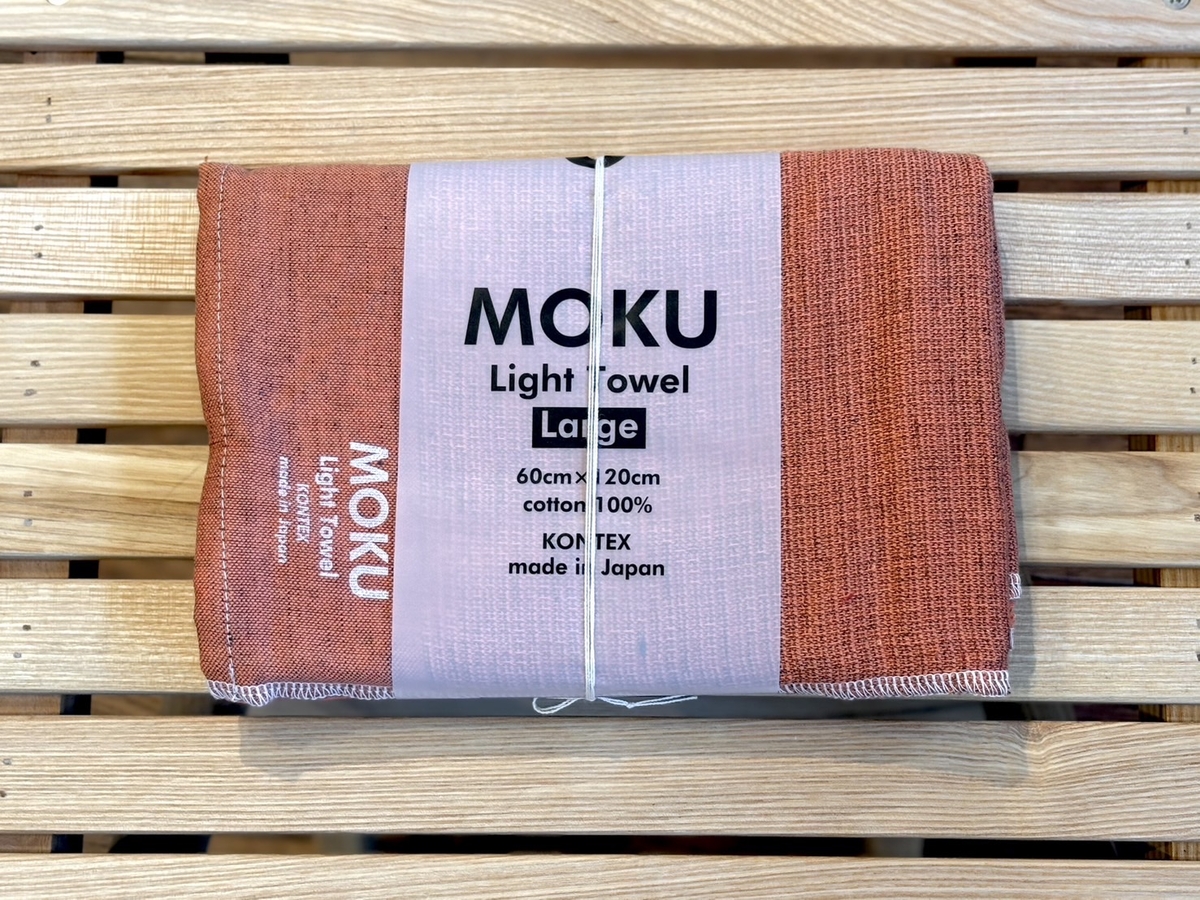 MOKU
Light Towel
Large
60cm×120cm
cotton 100%
KONTEX
made in Japan
MOKU
Light Towel
KONTEX
made in Japan